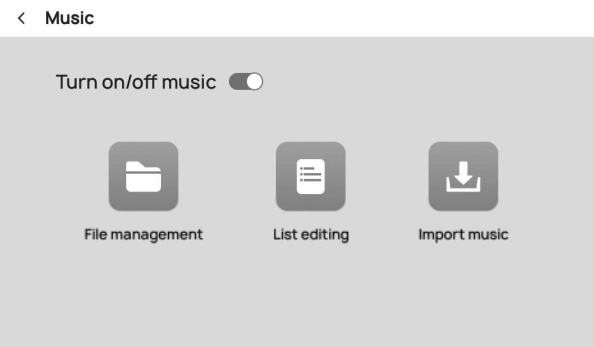 Music
Turn on/off music
File management
List editing
Import music